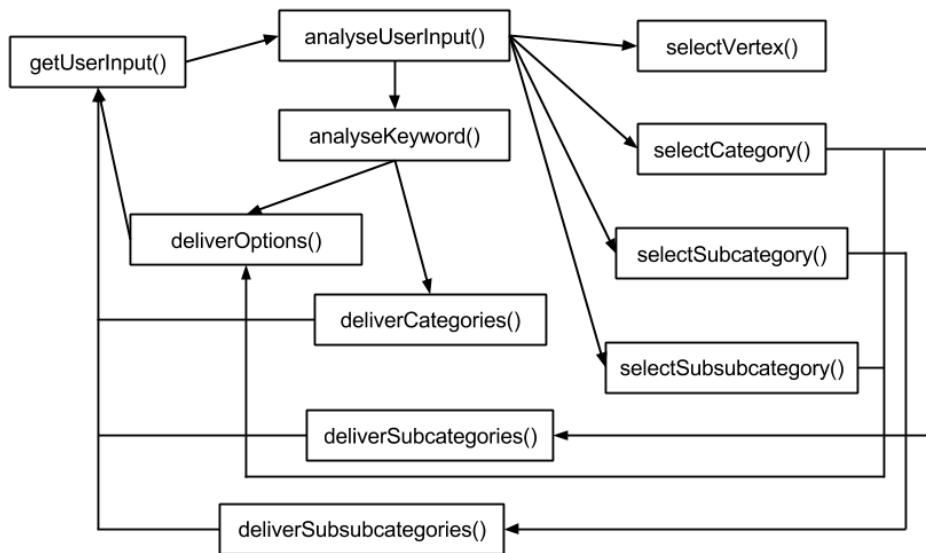 analyseUserInput()
selectVertex()
getUserInput()
analyseKeyword()
selectCategory()
deliverOptions()
selectSubcategory()
deliverCategories()
selectSubsubcategory()
deliverSubcategories()
deliverSubsubcategories()